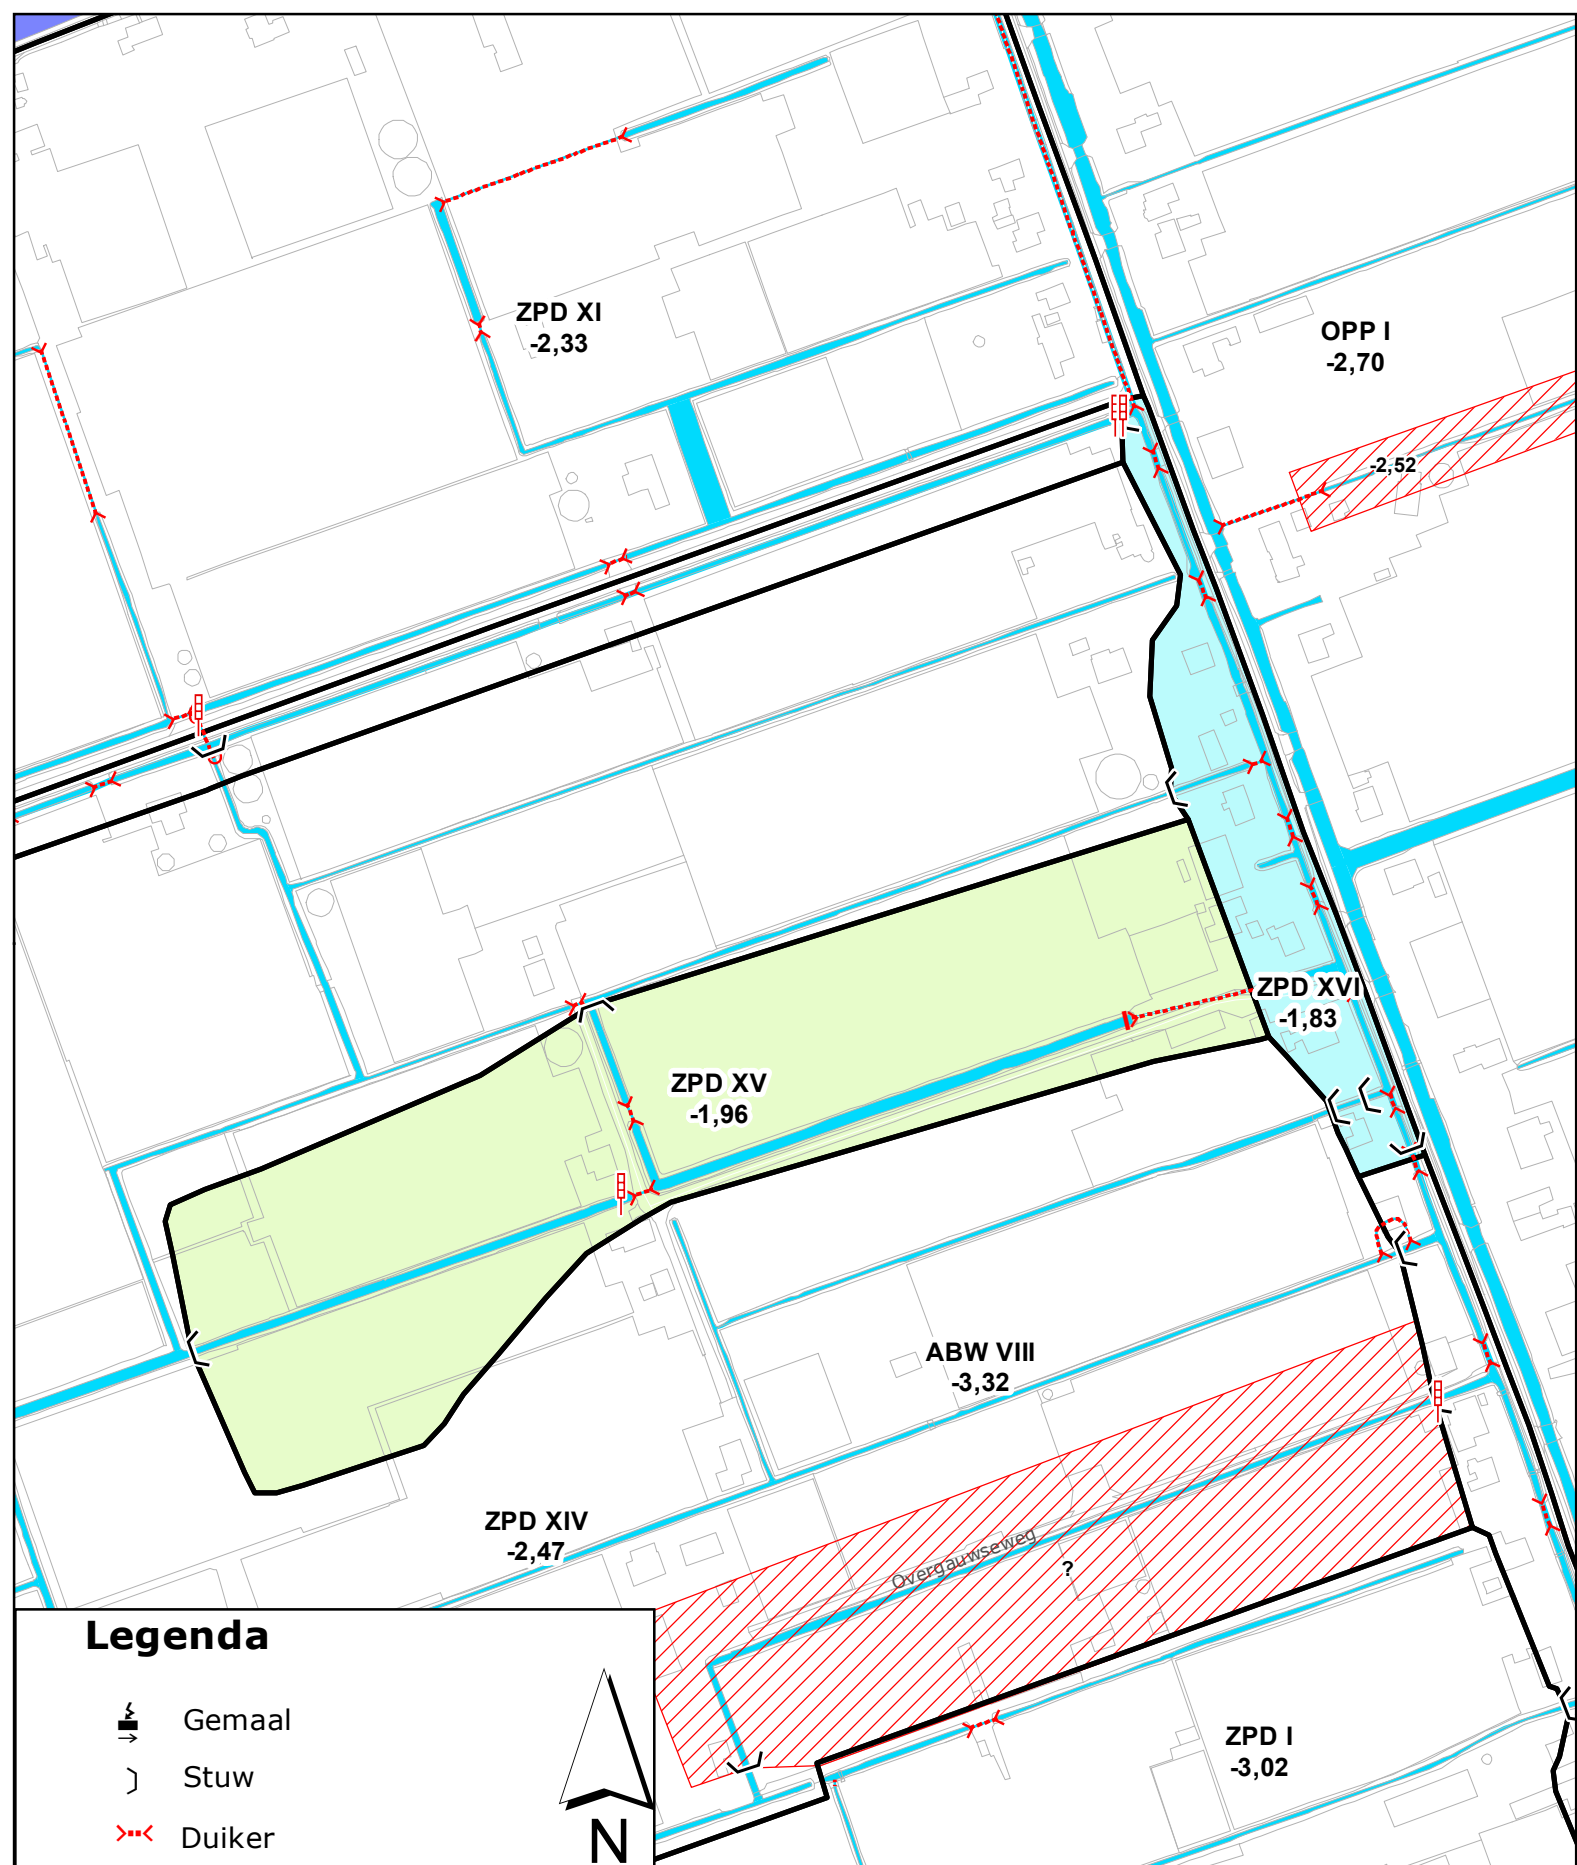 ZPD XI
-2,33
OPP I
-2,70
-2,52
ZPD XVI
-1,83
ZPD XV
-1,96
ABW VIII
-3,32
ZPD XIV
-2,47
Overgauwseweg
?
ZPD I
-3,02
Legenda
Gemaal
Stuw
Duiker
N